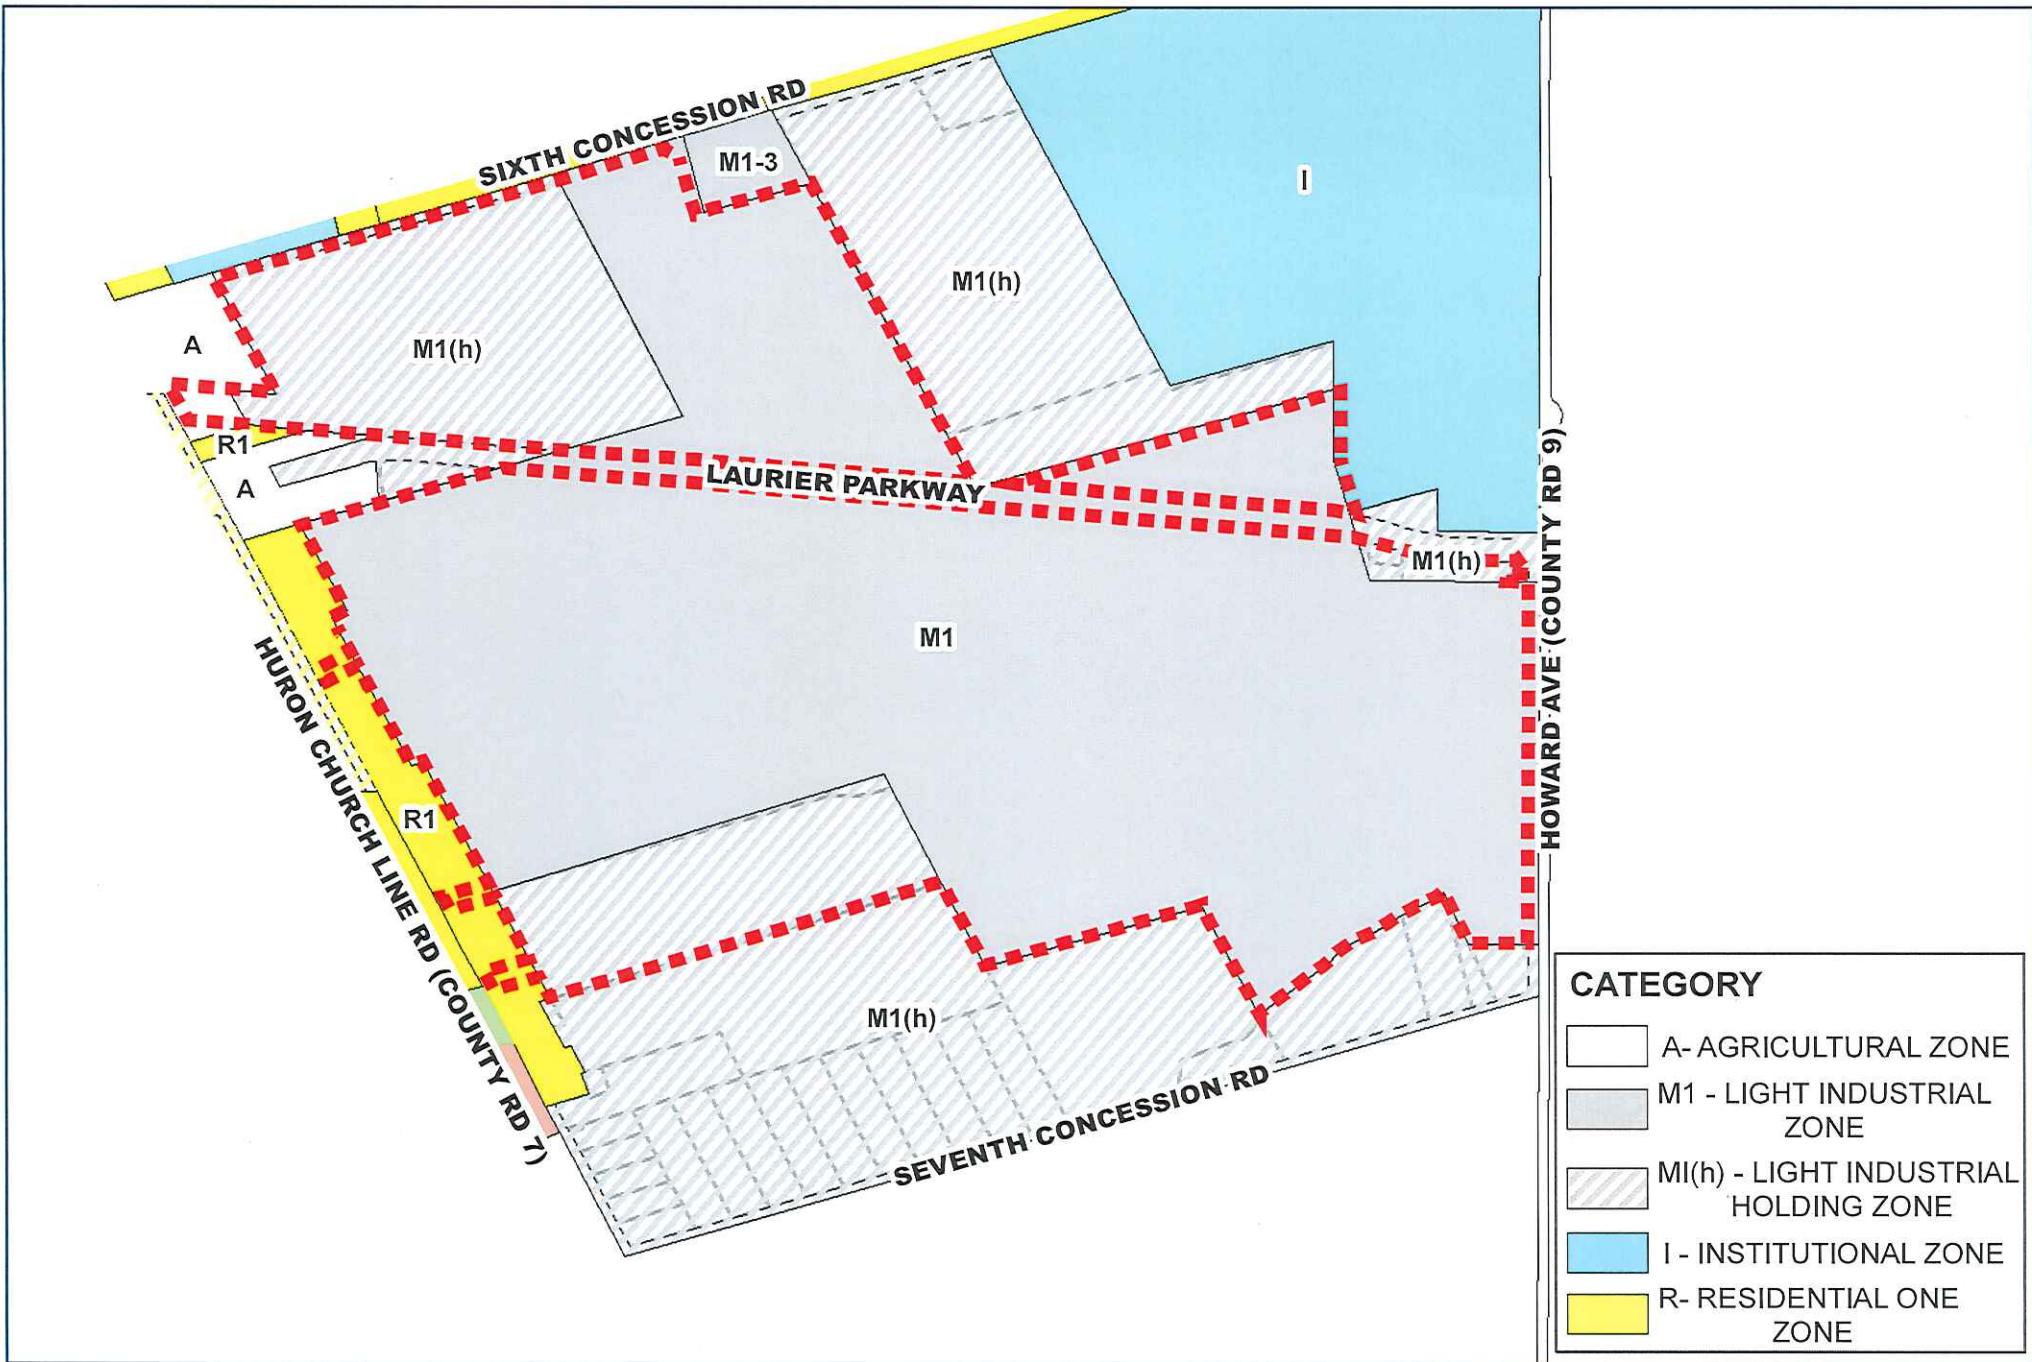 SIXTH CONCESSION RD
M1-3
I
M1(h)
A
M1(h)
R1
A
LAURIER PARKWAY
M1(h)
HOWARD AVE (COUNTY RD 9)
M1
HURON CHURCH LINE RD (COUNTY RD 7)
R1
M1(h)
SEVENTH CONCESSION RD
CATEGORY
A- AGRICULTURAL ZONE
M1 - LIGHT INDUSTRIAL
ZONE
MI(h) - LIGHT INDUSTRIAL
HOLDING ZONE
I - INSTITUTIONAL ZONE
R- RESIDENTIAL ONE
ZONE